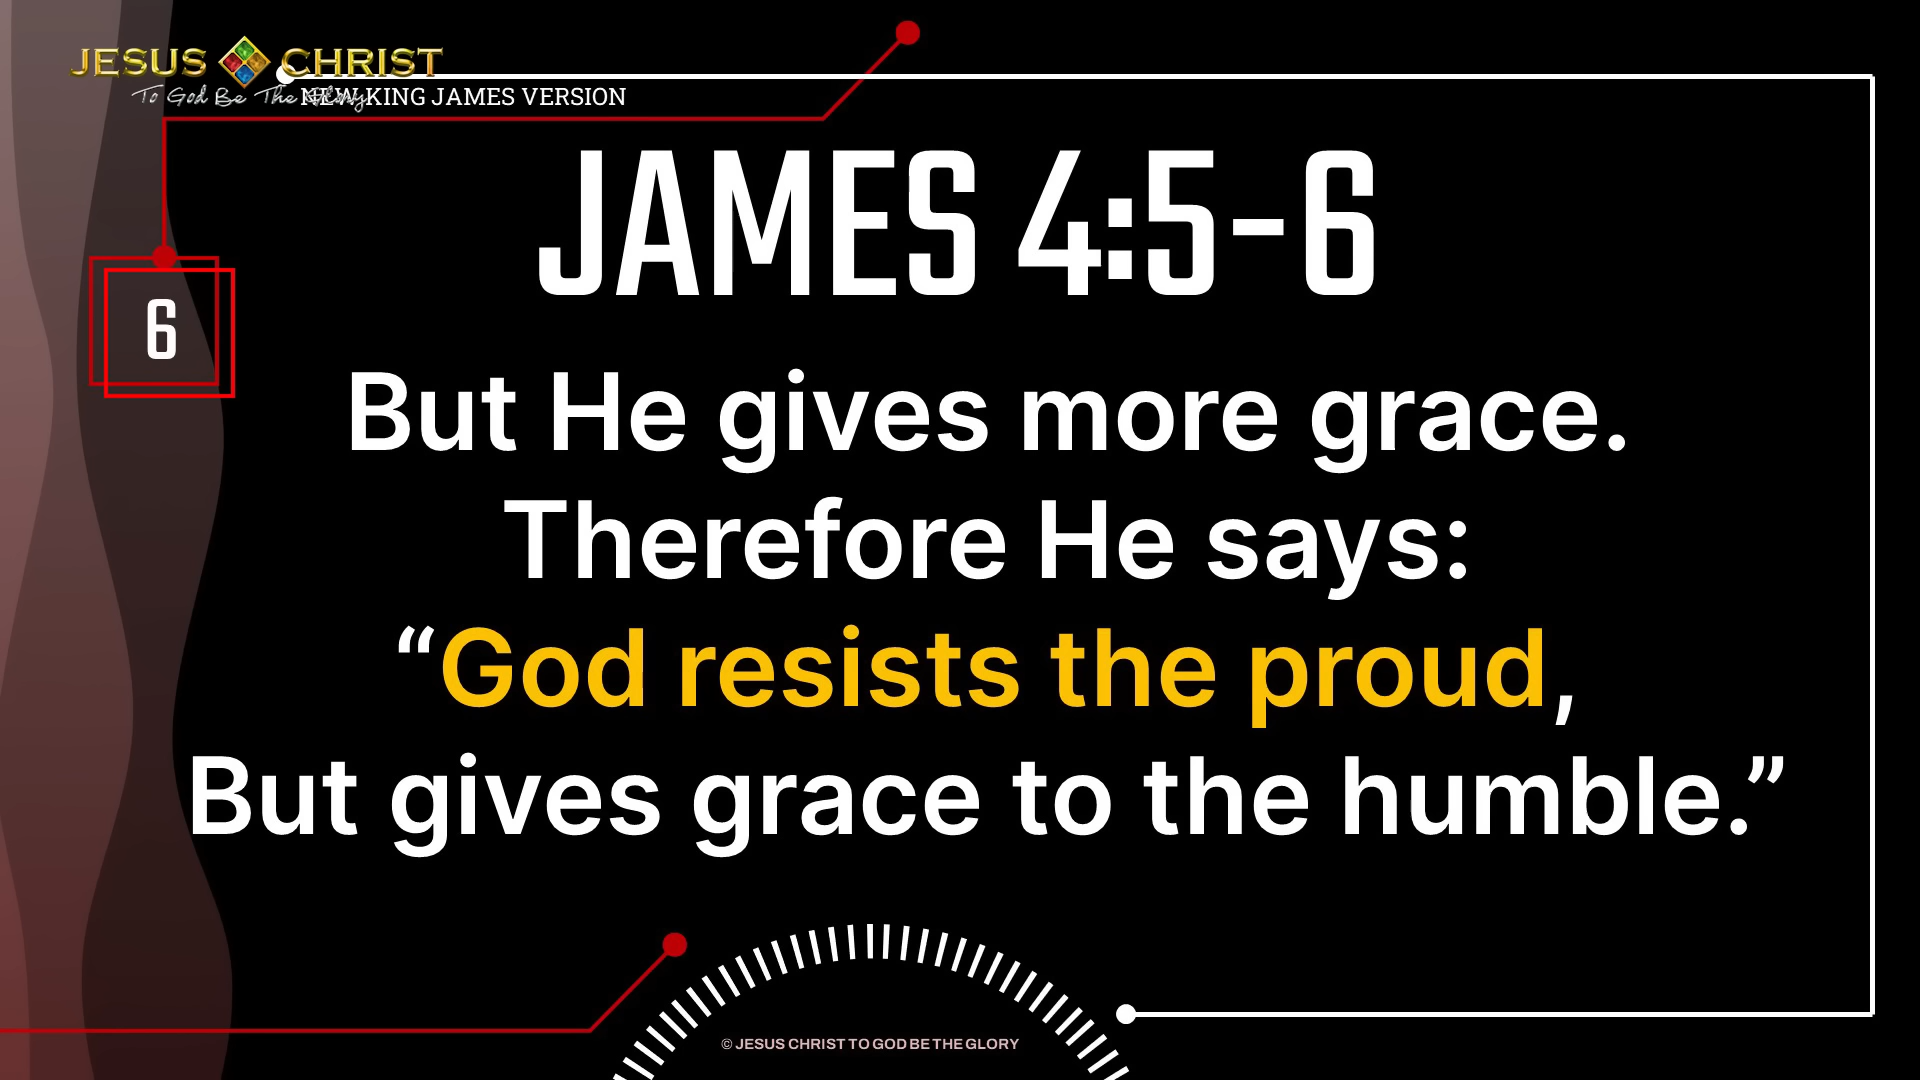 JESUS CHRIST
To God Be The Glory
NEW KING JAMES VERSION
JAMES 4:5-6
6
But He gives more grace.
Therefore He says:
“God resists the proud,
But gives grace to the humble.”
© JESUS CHRIST TO GOD BE THE GLORY